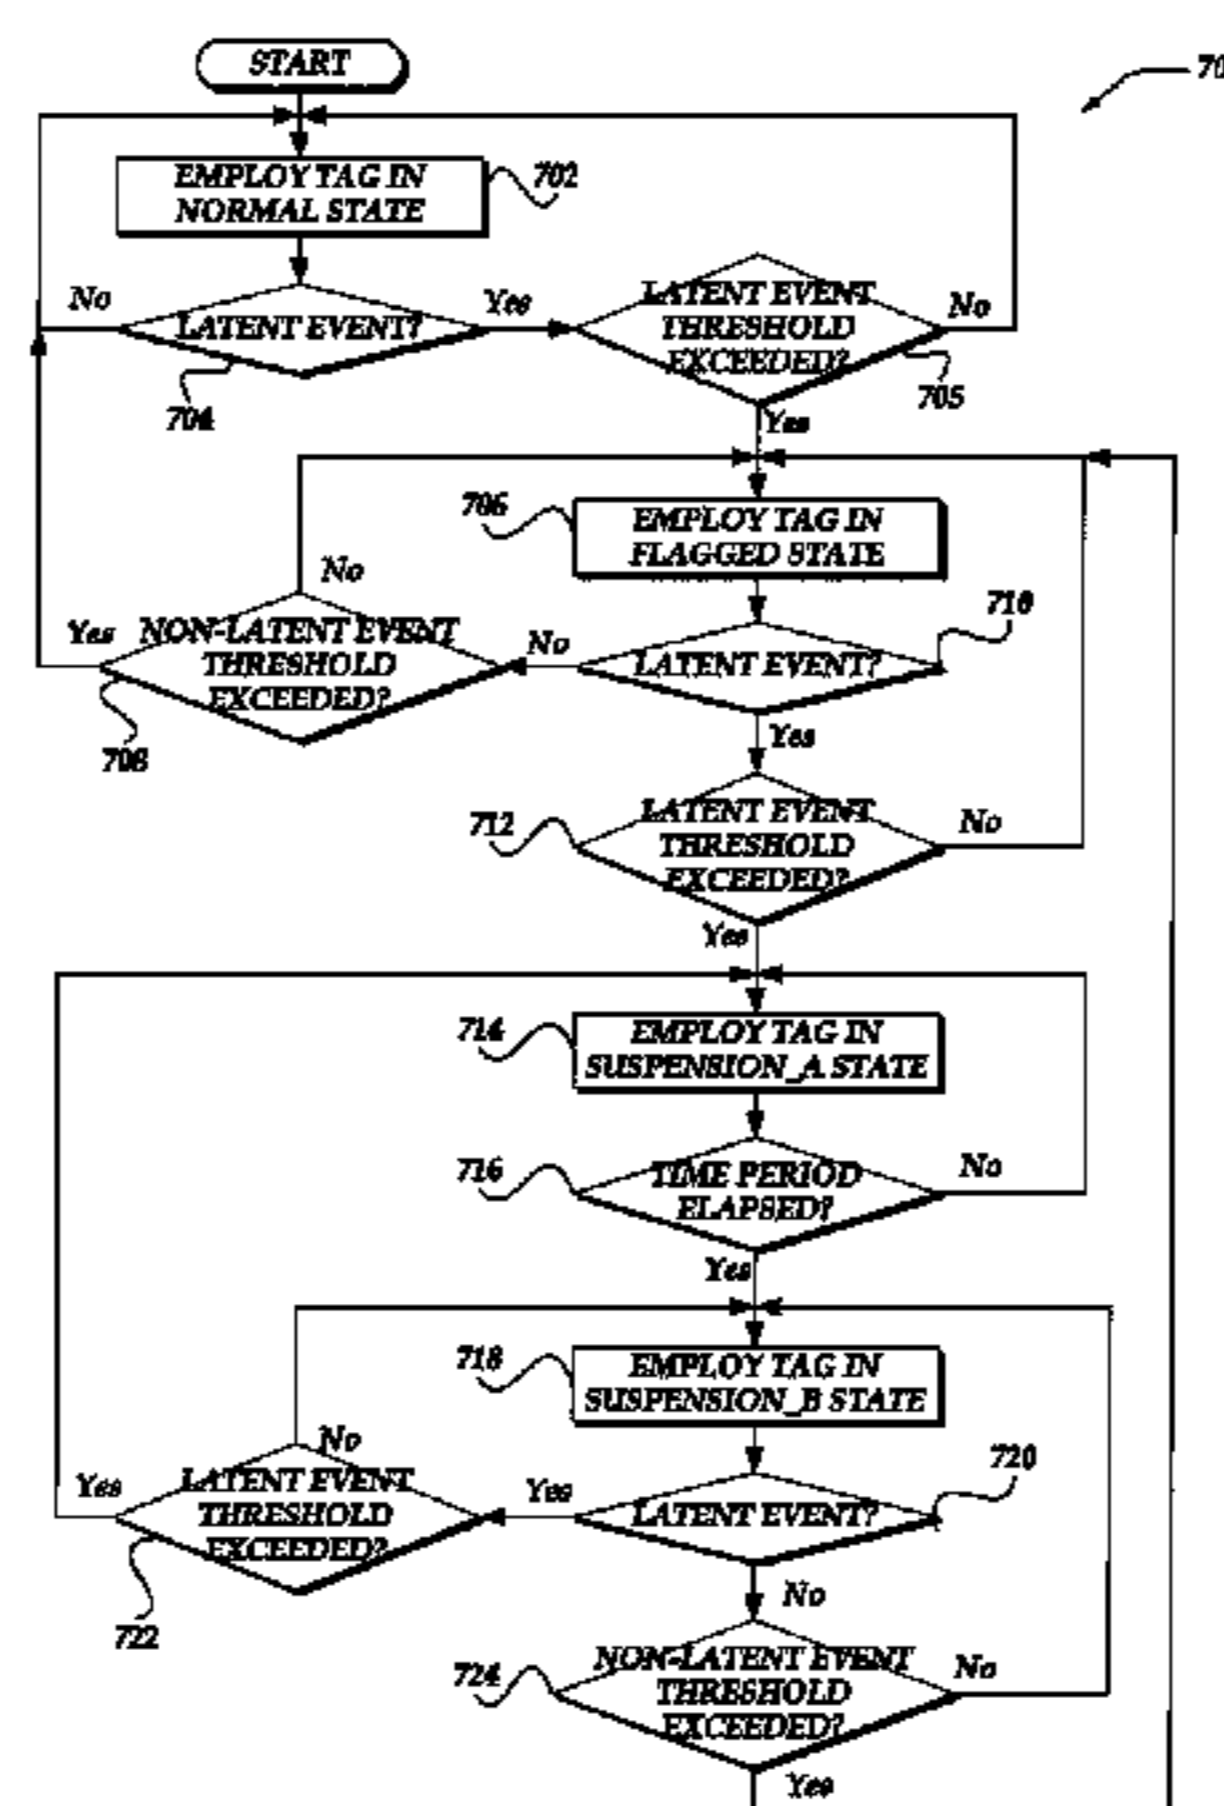 START
70
EMPLOY TAG IN
NORMAL STATE
702
No
LATENT EVENT?
Yes
LATENT EVENT
THRESHOLD
EXCEEDED?
No
704
705
Yes
706
EMPLOY TAG IN
FLAGGED STATE
No
710
Yes
NON-LATENT EVENT
THRESHOLD
EXCEEDED?
No
LATENT EVENT?
708
Yes
712
LATENT EVENT
THRESHOLD
EXCEEDED?
No
Yes
714
EMPLOY TAG IN
SUSPENSION_A STATE
716
TIME PERIOD
ELAPSED?
No
Yes
718
EMPLOY TAG IN
SUSPENSION_B STATE
No
720
Yes
LATENT EVENT
THRESHOLD
EXCEEDED?
Yes
LATENT EVENT?
722
No
724
NON-LATENT EVENT
THRESHOLD
EXCEEDED?
No
Yes